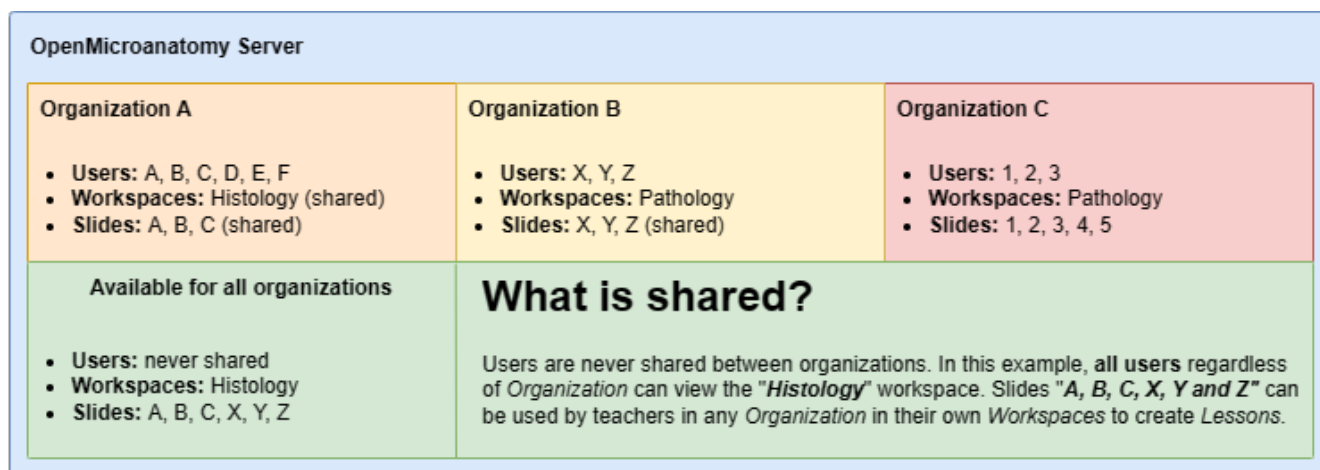 OpenMicroanatomy Server
Organization A
• Users: A, B, C, D, E, F
• Workspaces: Histology (shared)
• Slides: A, B, C (shared)
Organization B
• Users: X, Y, Z
• Workspaces: Pathology
• Slides: X, Y, Z (shared)
Organization C
• Users: 1, 2, 3
• Workspaces: Pathology
• Slides: 1, 2, 3, 4, 5
Available for all organizations
• Users: never shared
• Workspaces: Histology
• Slides: A, B, C, X, Y, Z
What is shared?
Users are never shared between organizations. In this example, all users regardless
of Organization can view the "Histology" workspace. Slides "A, B, C, X, Y and Z" can
be used by teachers in any Organization in their own Workspaces to create Lessons.